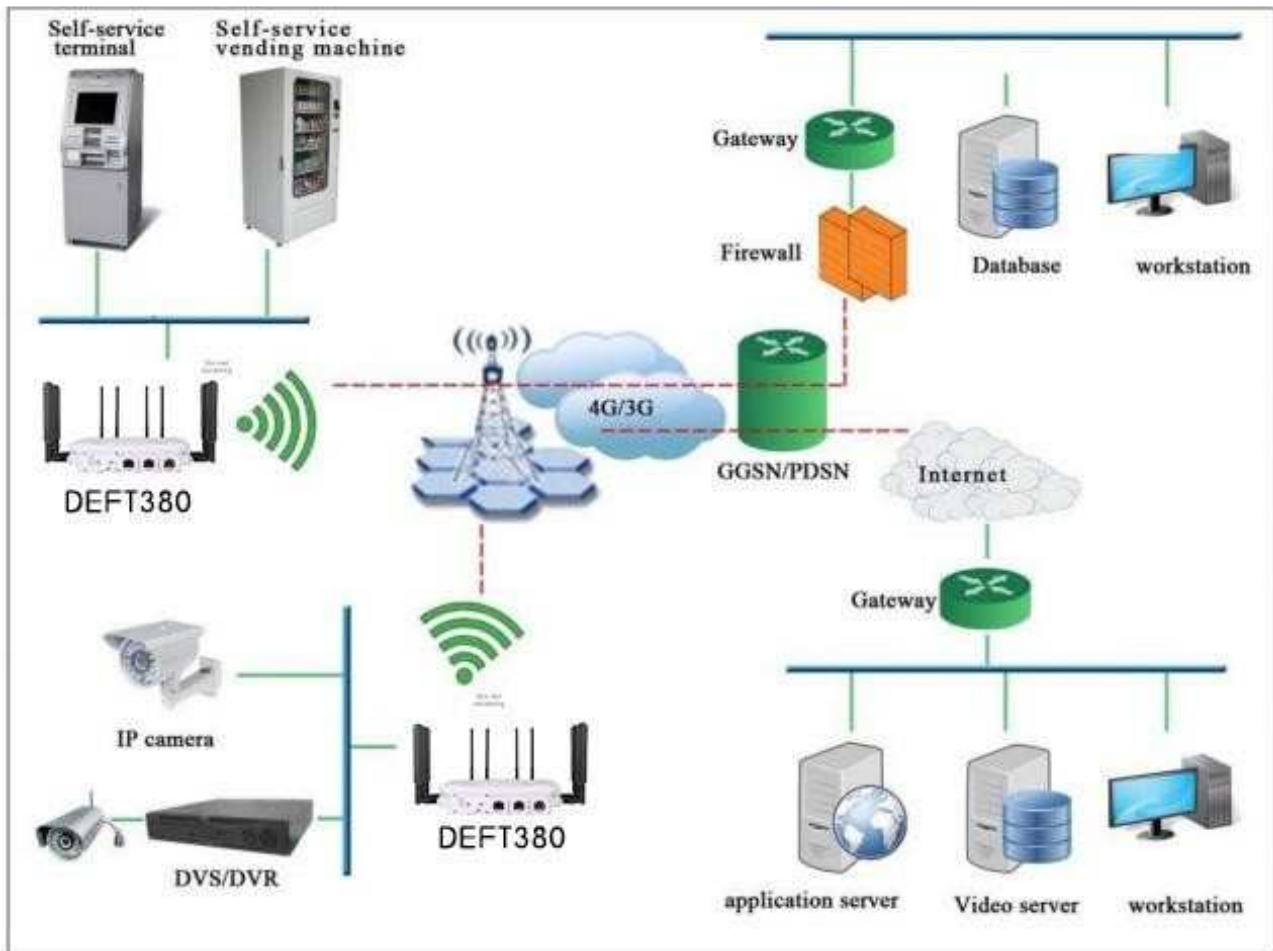 Self-service
terminal
Self-service
vending machine
Gateway
Firewall
Database
workstation
4G/3G
GGSN/PDSN
Internet
DEFT380
Gateway
IP camera
DVS/DVR
DEFT380
application server
Video server
workstation